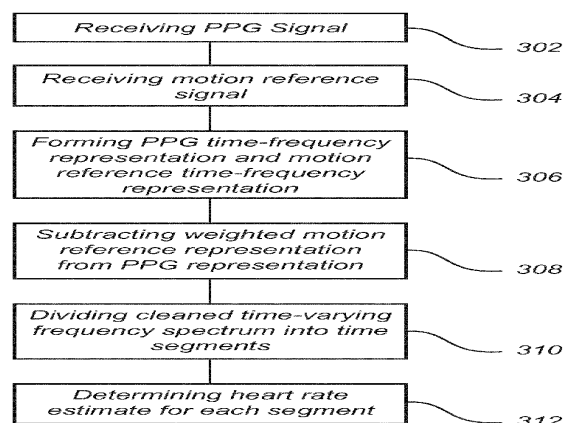 Receiving PPG Signal
302
Receiving motion reference
signal
304
Forming PPG time-frequency
representation and motion
reference time-frequency
representation
306
Subtracting weighted motion
reference representation
from PPG representation
308
Dividing cleaned time-varying
frequency spectrum into time
segments
310
Determining heart rate
estimate for each segment
312